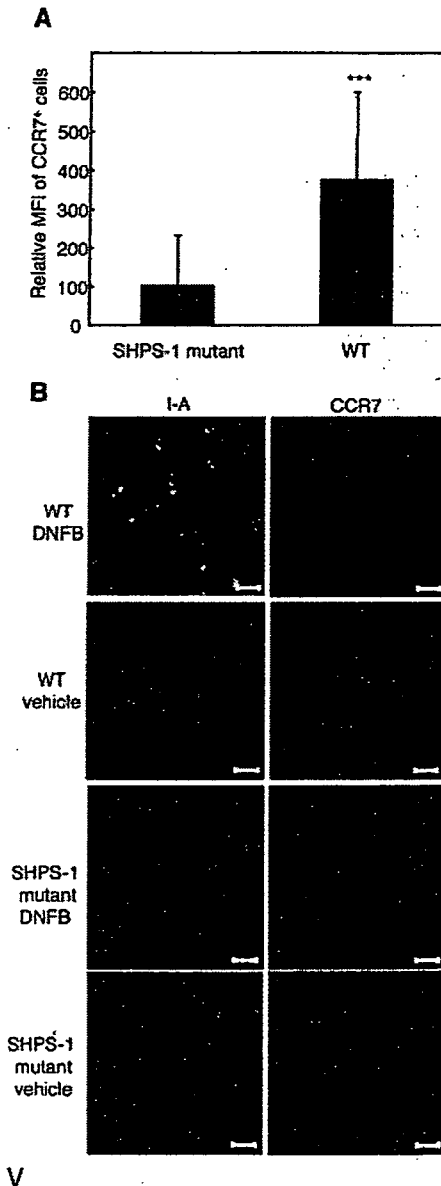 A
Relative MFI of CCR7+ cells
600
500
400
300
200
100
0
***
SHPS-1 mutant
WT
B
I-A
CCR7
WT
DNFB
WT
vehicle
SHPS-1
mutant
DNFB
SHPS-1
mutant
vehicle
V